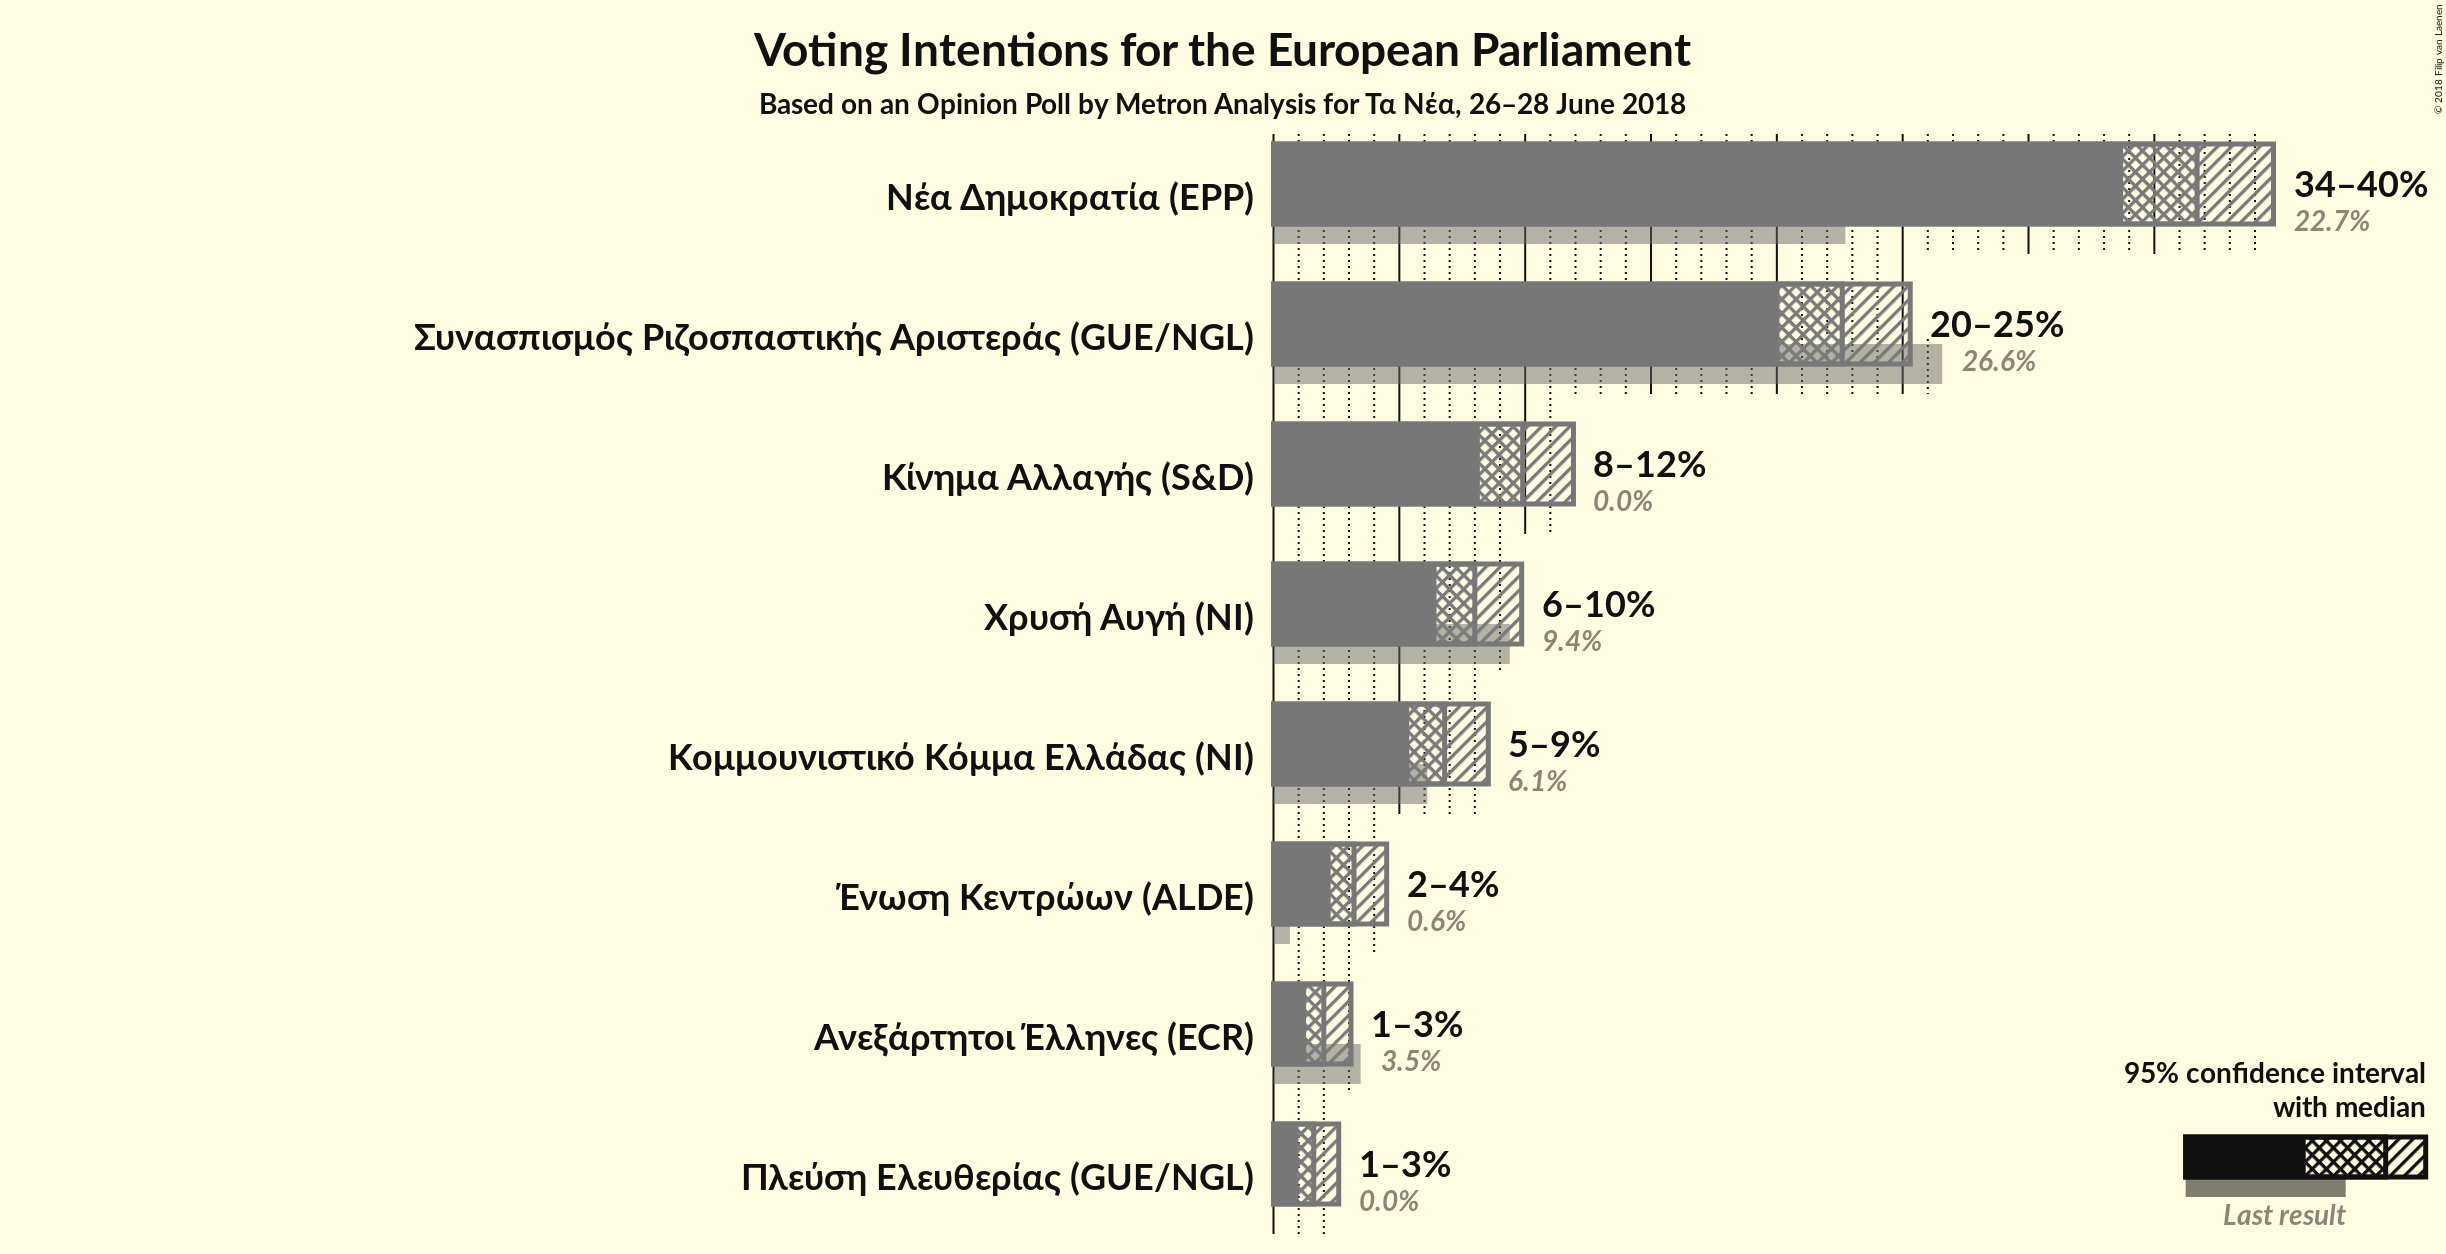 Voting Intentions for the European Parliament
Based on an Opinion Poll by Metron Analysis for Τα Νέα, 26–28 June 2018
© 2018 Filip van Laenen
Νέα Δημοκρατία (EPP)
34–40%
22.7%
Συνασπισμός Ριζοσπαστικής Αριστεράς (GUE/NGL)
20–25%
26.6%
Κίνημα Αλλαγής (S&D)
8–12%
0.0%
Χρυσή Αυγή (NI)
6–10%
9.4%
Κομμουνιστικό Κόμμα Ελλάδας (NI)
5–9%
6.1%
Ένωση Κεντρώων (ALDE)
2–4%
0.6%
Ανεξάρτητοι Έλληνες (ECR)
1–3%
3.5%
Πλεύση Ελευθερίας (GUE/NGL)
1–3%
0.0%
95% confidence interval
with median
Last result